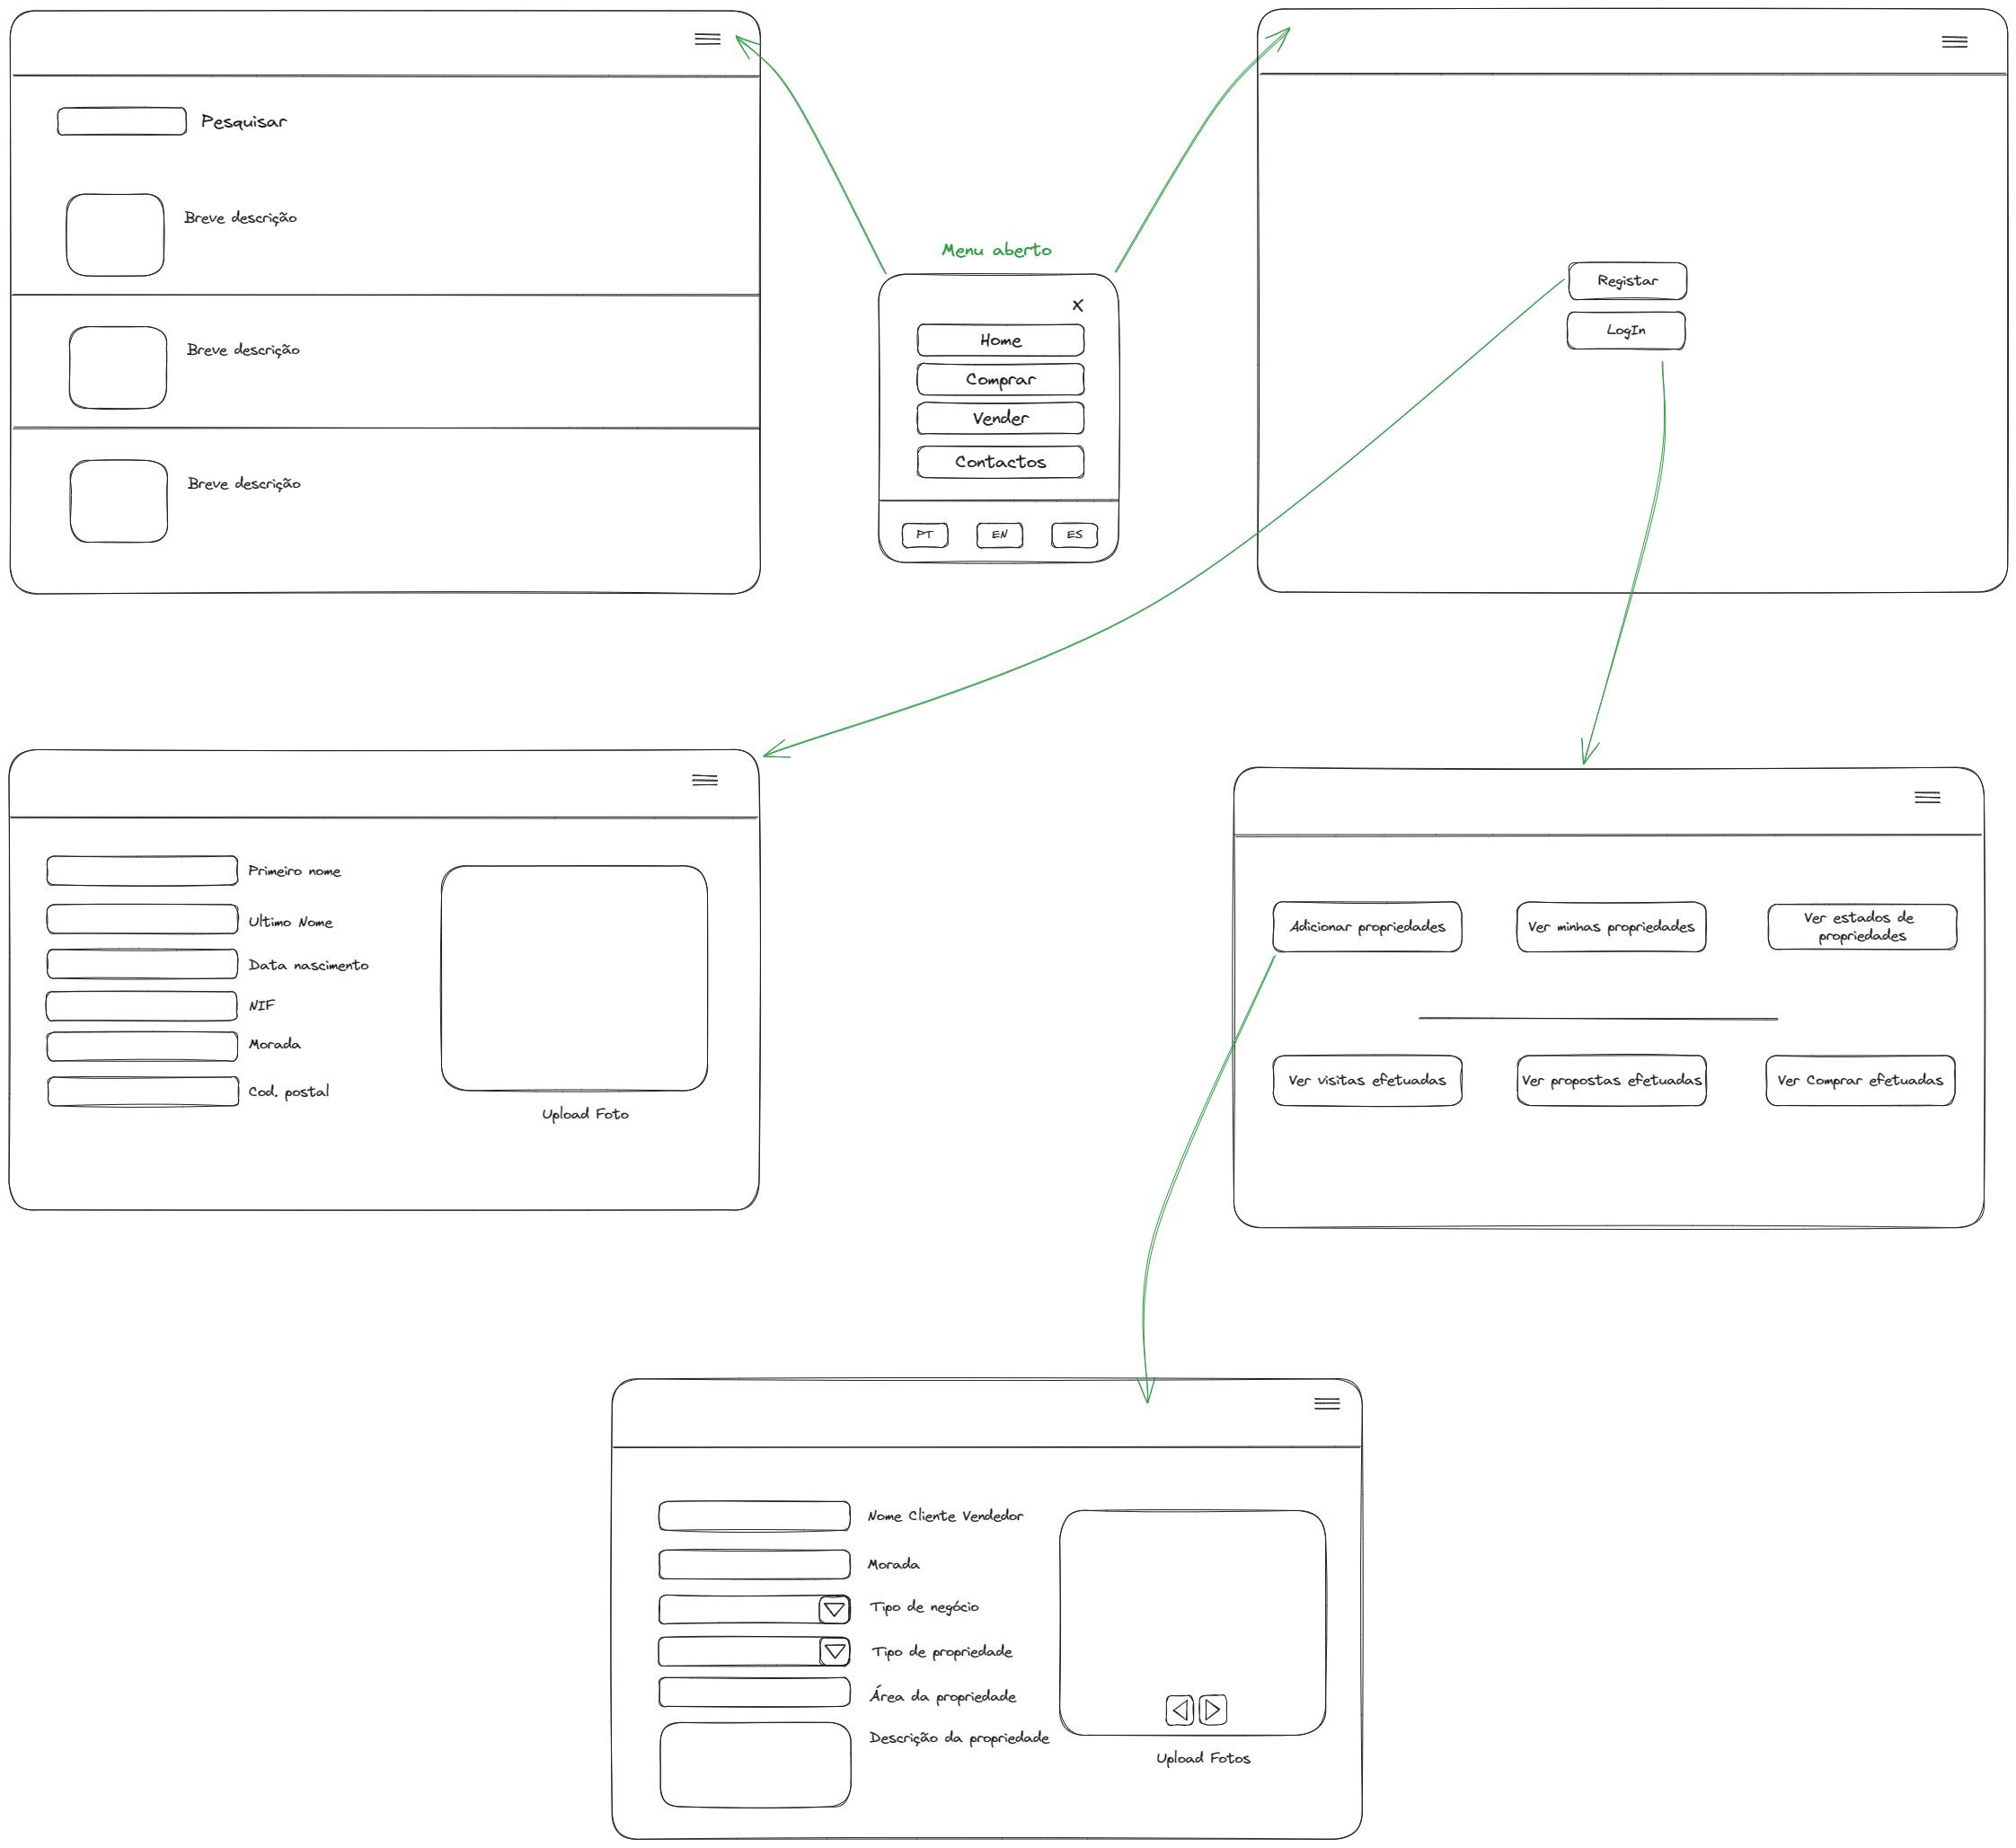 Pesquisar
Breve descrição
Breve descrição
Breve descrição
Menu aberto
X
Home
Comprar
Vender
Contactos
PT
EN
ES
Registar
LogIn
Primeiro nome
Ultimo Nome
Data nascimento
NIF
Morada
Cod. postal
Upload Foto
Adicionar propriedades
Ver minhas propriedades
Ver estados de
propriedades
Ver visitas efetuadas
Ver propostas efetuadas
Ver Comprar efetuadas
Nome Cliente Vendedor
Morada
Tipo de negócio
Tipo de propriedade
Área da propriedade
Descrição da propriedade
Upload Fotos